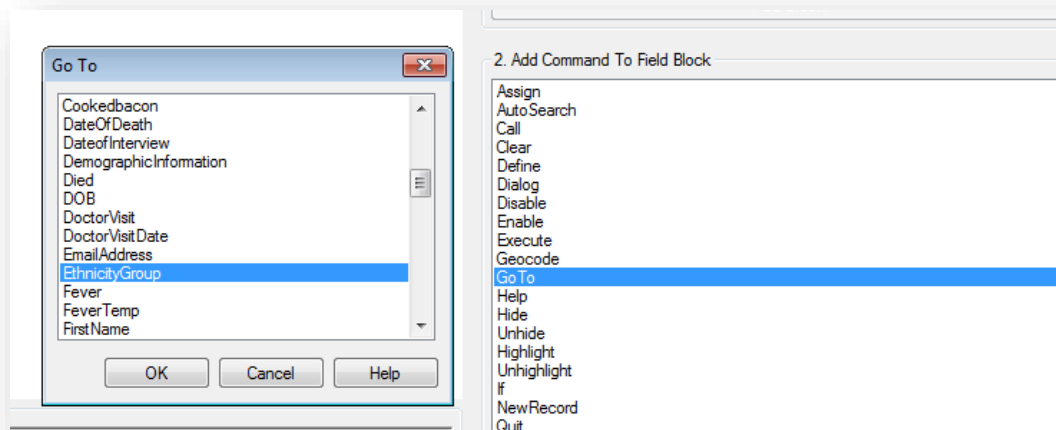 Go To
Cookedbacon
DateOfDeath
DateofInterview
DemographicInformation
Died
DOB
DoctorVisit
DoctorVisitDate
EmailAddress
EthnicityGroup
Fever
FeverTemp
FirstName
OK
Cancel
Help
2. Add Command To Field Block
Assign
AutoSearch
Call
Clear
Define
Dialog
Disable
Enable
Execute
Geocode
GoTo
Help
Hide
Unhide
Highlight
Unhighlight
If
NewRecord
Quit